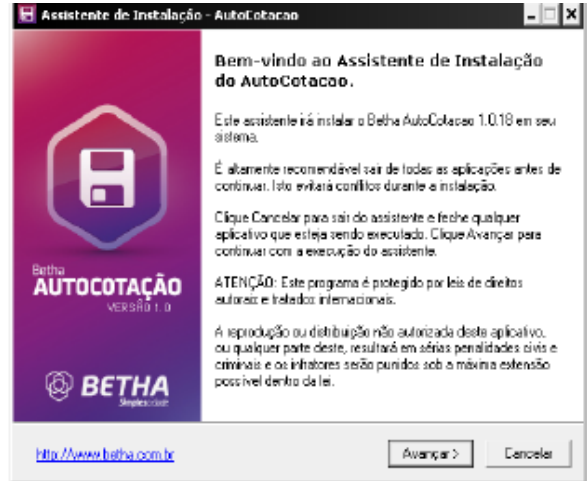 Assistente de Instalação - AutoCotacao
Bem-vindo ao Assistente de Instalação
do AutoCotacao.
Este assistente irá instalar o Betha AutoCotacao 1.0.18 em seu
sistema.
É altamente recomendável sair de todas as aplicações antes de
continuar. Isto evitará conflitos durante a instalação.
Clique Cancelar para sair do assistente e feche qualquer
aplicativo que esteja sendo executado. Clique Avançar para
continuar com a execução do assistente.
ATENÇÃO: Este programa é protegido por leis de direitos
autorais e tratados internacionais.
A reprodução ou distribuição não autorizada deste aplicativo,
ou qualquer parte deste, resultará em sérias penalidades civis e
criminais e os infratores serão punidos sob a máxima extensão
possível dentro da lei.
Betha
AUTOCOTAÇÃO
VERSÃO 1.0
BETHA
http://www.betha.com.br
Avançar >
Cancelar